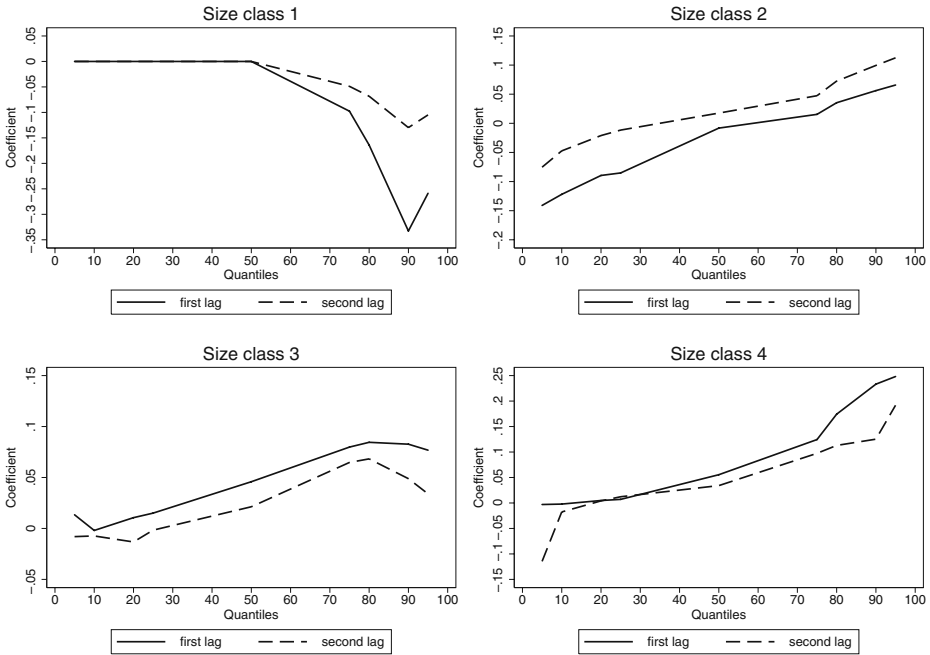 Size class 1
Coefficient
.05
0
-.05
-.1
-.15
-.2
-.25
-.3
-.35
0 10 20 30 40 50 60 70 80 90 100
Quantiles
first lag second lag
Size class 2
Coefficient
.15
.1
.05
0
-.05
-.1
-.15
-.2
0 10 20 30 40 50 60 70 80 90 100
Quantiles
first lag second lag
Size class 3
Coefficient
.15
.1
.05
0
-.05
0 10 20 30 40 50 60 70 80 90 100
Quantiles
first lag second lag
Size class 4
Coefficient
.25
.2
.15
.1
.05
0
-.05
-.1
-.15
0 10 20 30 40 50 60 70 80 90 100
Quantiles
first lag second lag